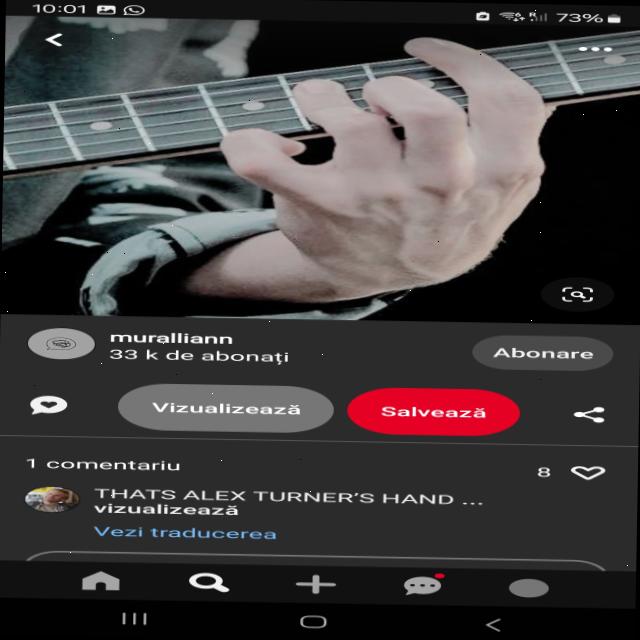 10:01
73%
muralliann
33 k de abonați
Abonare
Vizualizează
Salvează
1 comentariu
8
THATS ALEX TURNER'S HAND ...
vizualizează
Vezi traducerea